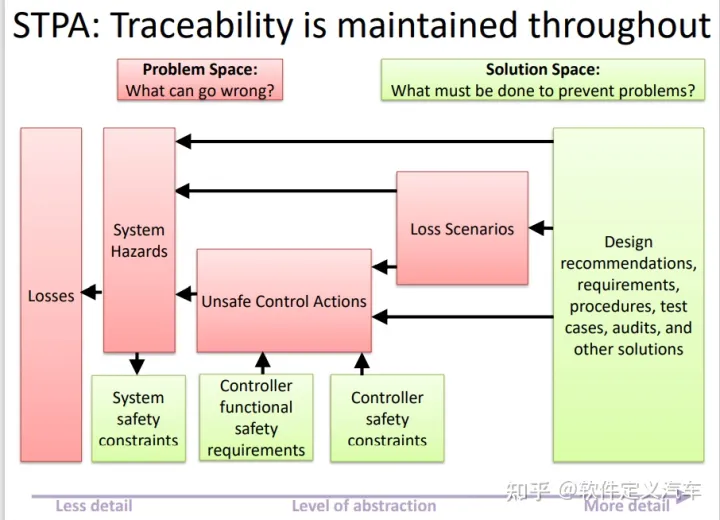 STPA: Traceability is maintained throughout
Problem Space:
What can go wrong?
Solution Space:
What must be done to prevent problems?
Losses
System
Hazards
Unsafe Control Actions
Loss Scenarios
Design
recommendations,
requirements,
procedures, test
cases, audits, and
other solutions
System
safety
constraints
Controller
functional
safety
requirements
Controller
safety
constraints
Less detail
Level of abstraction
More detail
知乎 @软件定义汽车